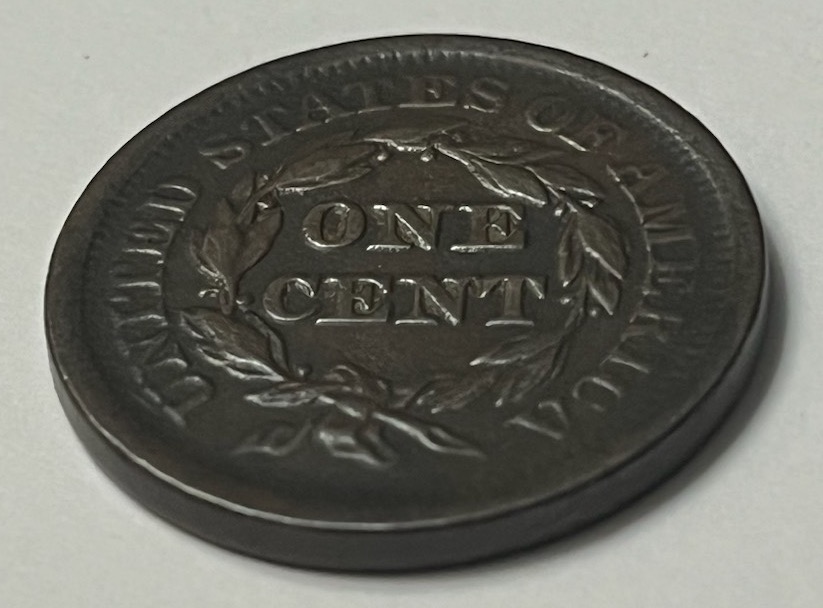 UNITED STATES OF AMERICA
ONE
CENT